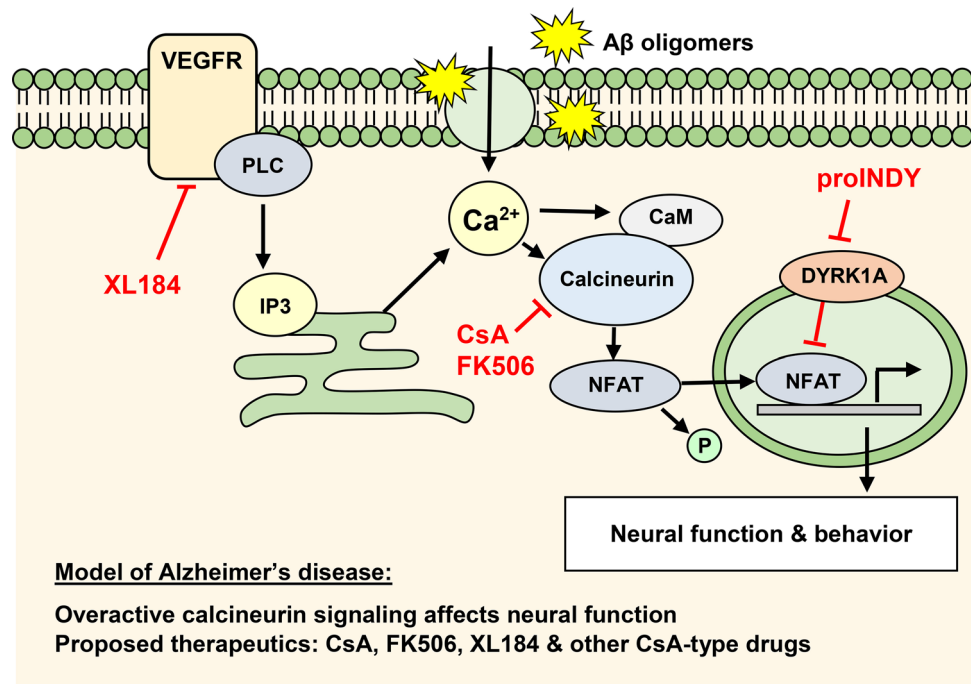 VEGFR
Aβ oligomers
PLC
proINDY
Ca²⁺
CaM
XL184
Calcineurin
DYRK1A
IP3
CsA
FK506
NFAT
NFAT
P
Neural function & behavior
Model of Alzheimer's disease:
Overactive calcineurin signaling affects neural function
Proposed therapeutics: CsA, FK506, XL184 & other CsA-type drugs